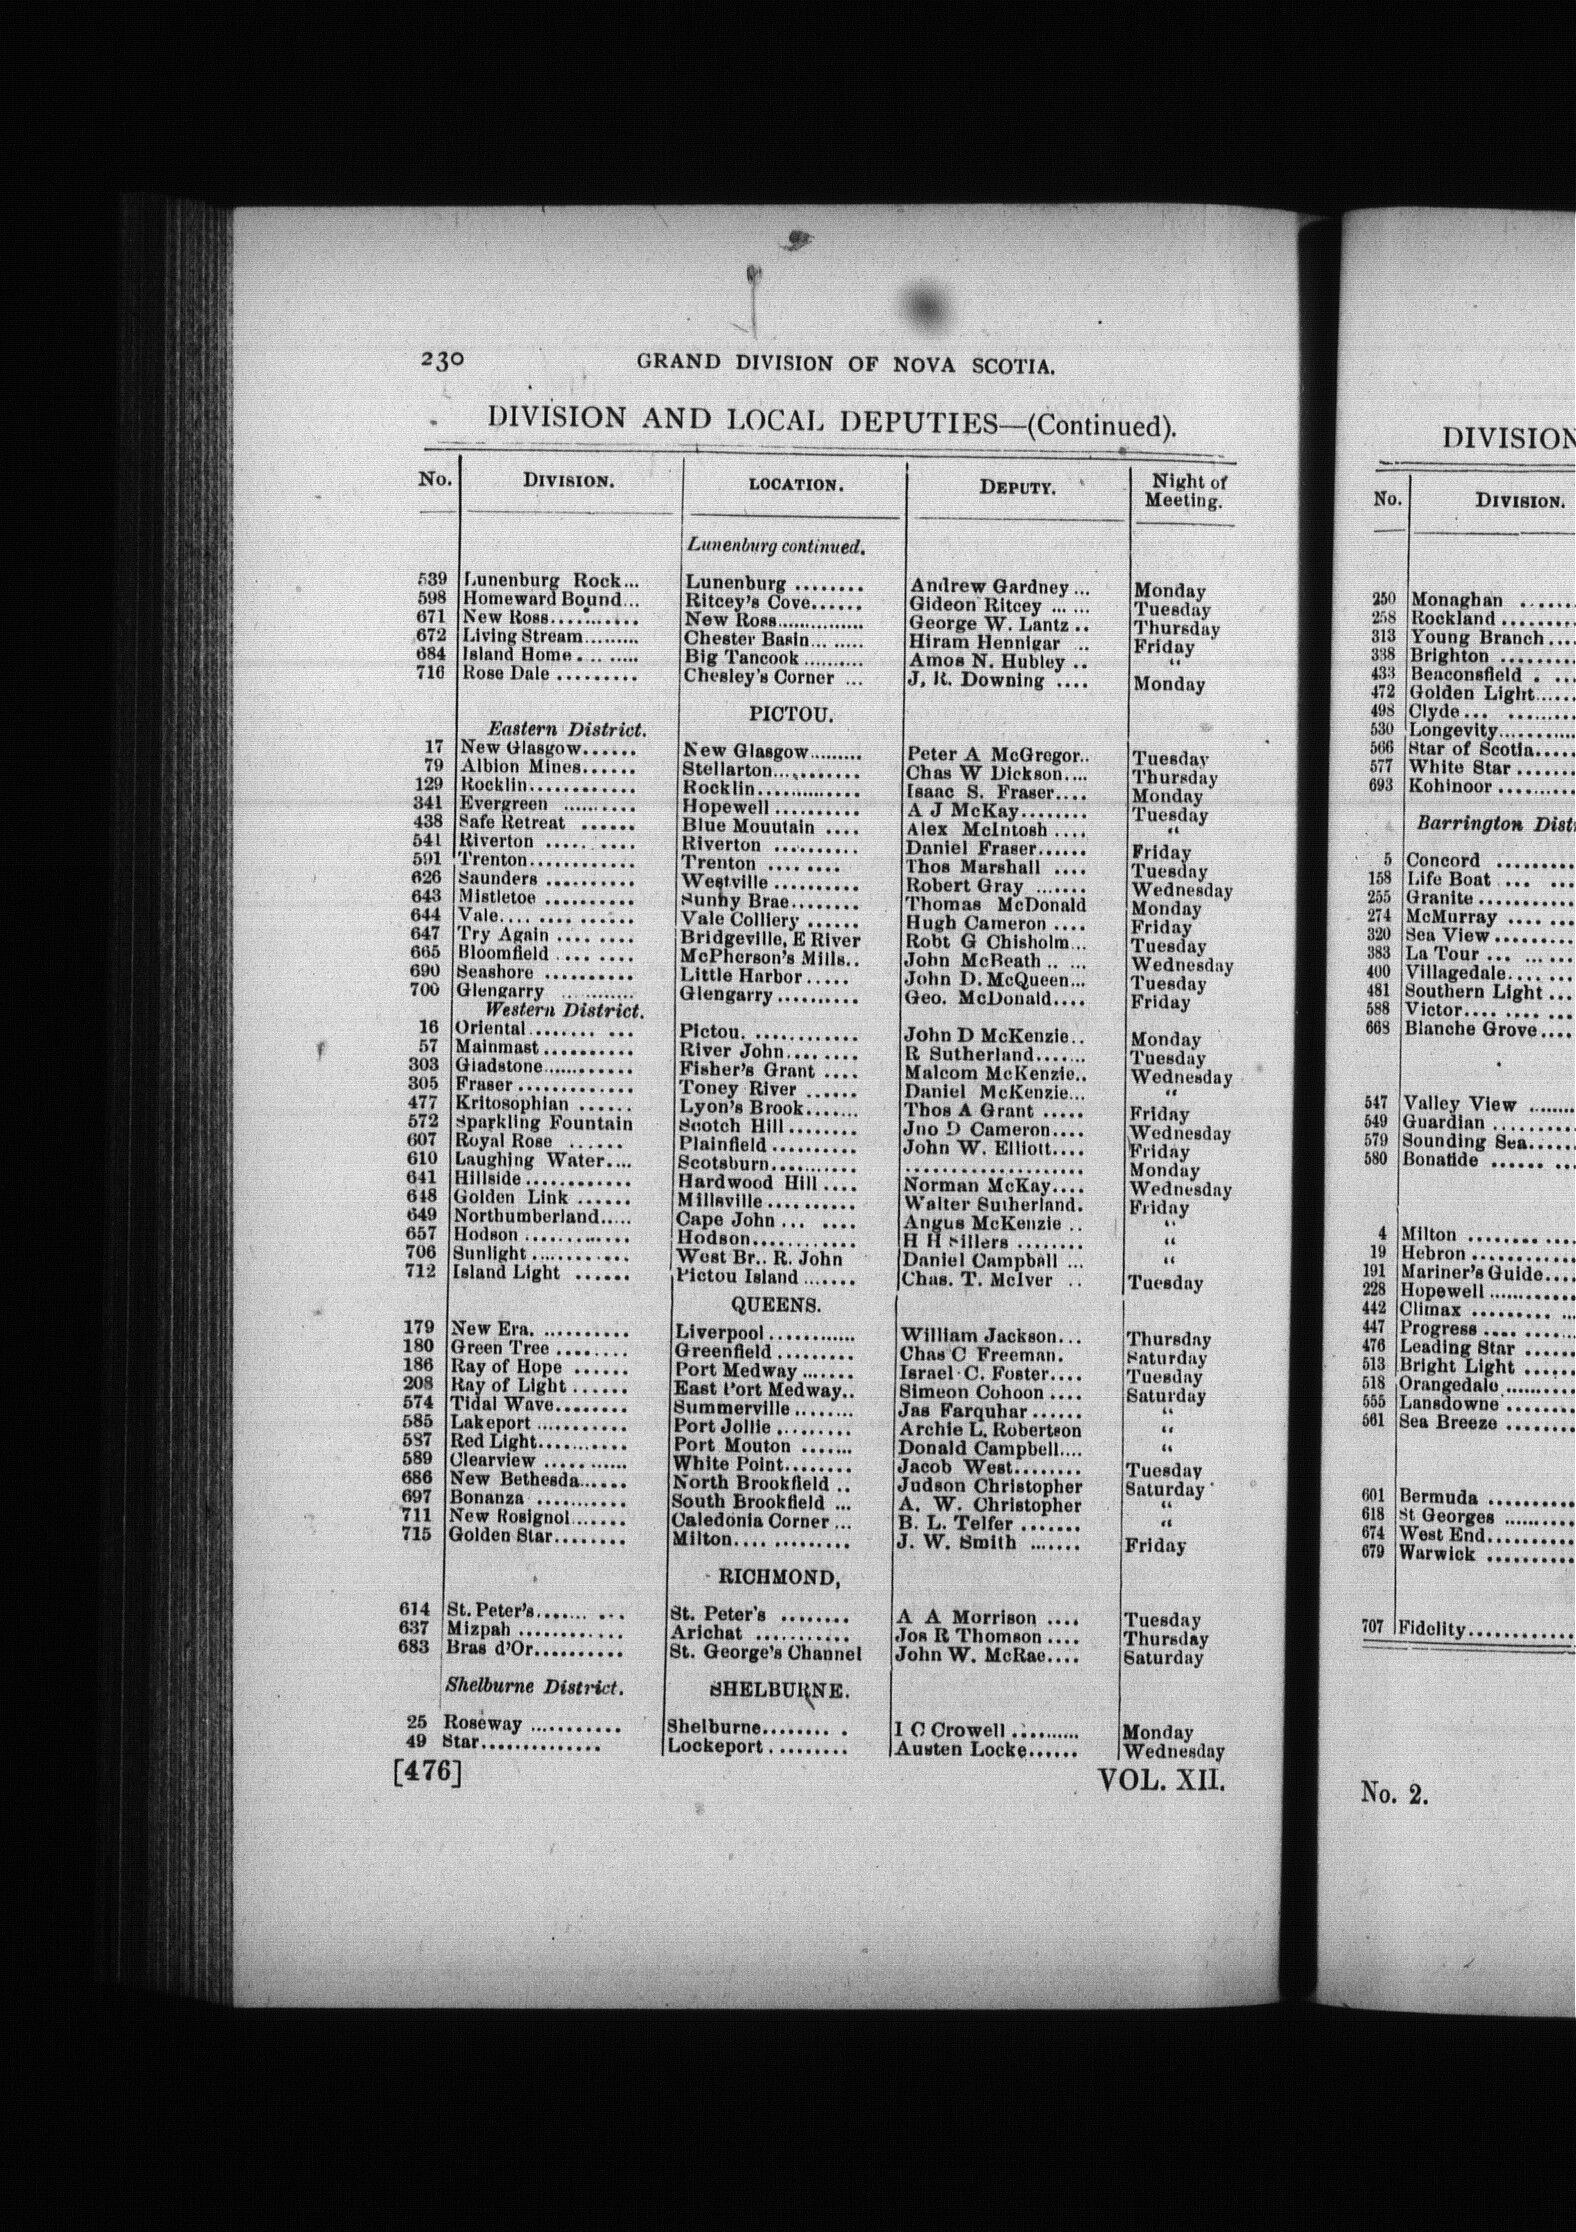 230 GRAND DIVISION OF NOVA SCOTIA.
DIVISION AND LOCAL DEPUTIES—(Continued).
No. DIVISION. LOCATION. DEPUTY. Night of Meeting.
Lunenburg continued.
539 Lunenburg Rock... Lunenburg ........ Andrew Gardney... Monday
598 Homeward Bound... Ritcey's Cove...... Gideon Ritcey ...... Tuesday
671 New Ross........... New Ross............... George W. Lantz.. Thursday
672 Living Stream......... Chester Basin........ Hiram Hennigar .. Friday
684 Island Home......... Big Tancook.......... Amos N. Hubley .. "
716 Rose Dale ......... Chesley's Corner ... J, R. Downing .... Monday
PICTOU.
Eastern District.
17 New Glasgow...... New Glasgow......... Peter A McGregor.. Tuesday
79 Albion Mines...... Stellarton............ Chas W Dickson.... Thursday
129 Rocklin............ Rocklin.............. Isaac S. Fraser.... Monday
341 Evergreen .......... Hopewell .......... A J McKay........ Tuesday
438 Safe Retreat ...... Blue Mouutain .... Alex McIntosh .... "
541 Riverton .......... Riverton .......... Daniel Fraser...... Friday
591 Trenton............ Trenton ........ Thos Marshall .... Tuesday
626 Saunders .......... Westville .......... Robert Gray ....... Wednesday
643 Mistletoe .......... Sunny Brae........ Thomas McDonald Monday
644 Vale.............. Vale Colliery ...... Hugh Cameron .... Friday
647 Try Again ........ Bridgeville, E River Robt G Chisholm... Tuesday
665 Bloomfield ........ McPherson's Mills.. John McBeath ..... Wednesday
690 Seashore .......... Little Harbor..... John D. McQueen... Tuesday
700 Glengarry ............ Glengarry.......... Geo. McDonald.... Friday
Western District.
16 Oriental........... Pictou............. John D McKenzie.. Monday
57 Mainmast........... River John........ R Sutherland....... Tuesday
303 Gladstone............. Fisher's Grant .... Malcom McKenzie.. Wednesday
305 Fraser............. Toney River ...... Daniel McKenzie... "
477 Kritosophian ...... Lyon's Brook....... Thos A Grant ..... Friday
572 Sparkling Fountain Scotch Hill ........ Jno D Cameron.... Wednesday
607 Royal Rose ...... Plainfield .......... John W. Elliott.... Friday
610 Laughing Water.... Scotsburn........... .................... Monday
641 Hillside ............ Hardwood Hill .... Norman McKay.... Wednesday
648 Golden Link ...... Millsville .......... Walter Sutherland. Friday
649 Northumberland..... Cape John ....... Angus McKenzie .. "
657 Hodson ............ Hodson............ H H Sillers ........ "
706 Sunlight ............ West Br.. R. John Daniel Campbell ... "
712 Island Light ...... Pictou Island ....... Chas. T. McIver .. Tuesday
QUEENS.
179 New Era. .......... Liverpool............ William Jackson... Thursday
180 Green Tree ........ Greenfield ......... Chas C Freeman. Saturday
186 Ray of Hope ...... Port Medway ....... Israel C. Foster.... Tuesday
208 Ray of Light ...... East Port Medway.. Simeon Cohoon .... Saturday
574 Tidal Wave........ Summerville ........ Jas Farquhar ...... "
585 Lakeport ........... Port Jollie ......... Archie L. Robertson "
587 Red Light........... Port Mouton ....... Donald Campbell.... "
589 Clearview ........... White Point........ Jacob West........ Tuesday
686 New Bethesda...... North Brookfield .. Judson Christopher Saturday
697 Bonanza ........... South Brookfield ... A. W. Christopher "
711 New Rosignol....... Caledonia Corner... B. L. Telfer ....... "
715 Golden Star........ Milton............. J. W. Smith ....... Friday
RICHMOND,
614 St. Peter's.......... St. Peter's ........ A A Morrison .... Tuesday
637 Mizpah ............ Arichat ........... Jos R Thomson .... Thursday
683 Bras d'Or.......... St. George's Channel John W. McRae.... Saturday
Shelburne District. SHELBURNE.
25 Roseway ........... Shelburne......... I C Crowell .......... Monday
49 Star.............. Lockeport.......... Austen Locke...... Wednesday
[476] VOL. XII.
DIVISION
No. DIVISION.
250 Monaghan .......
258 Rockland.........
313 Young Branch....
338 Brighton .........
433 Beaconsfield ....
472 Golden Light......
498 Clyde............
530 Longevity...........
566 Star of Scotia.....
577 White Star.......
693 Kohinoor..........
Barrington Dist
5 Concord ..........
158 Life Boat ......
255 Granite...........
274 McMurray .......
320 Sea View.........
383 La Tour ........
400 Villagedale.......
481 Southern Light...
588 Victor...........
668 Blanche Grove....
547 Valley View ........
549 Guardian ..........
579 Sounding Sea......
580 Bonafide ........
4 Milton ............
19 Hebron ...........
191 Mariner's Guide....
228 Hopewell...........
442 Climax ............
447 Progress ..........
476 Leading Star ......
513 Bright Light ......
518 Orangedale..........
555 Lansdowne ........
561 Sea Breeze ........
601 Bermuda ..........
618 St Georges ..........
674 West End..........
679 Warwick ..........
707 Fidelity............
No. 2.